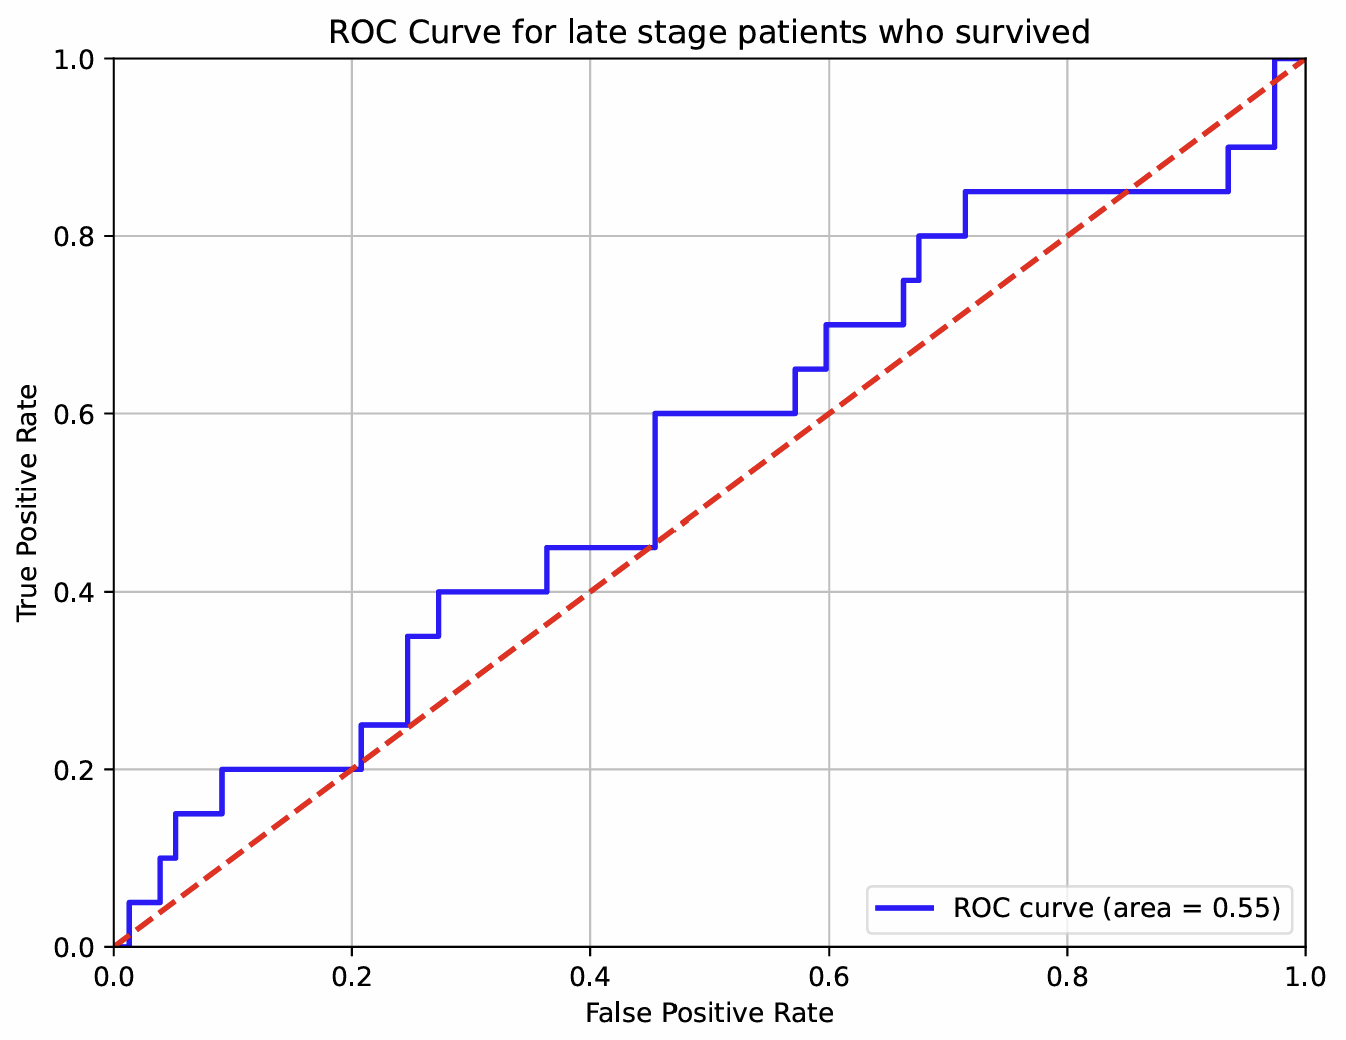 ROC Curve for late stage patients who survived
1.0
0.8
0.6
0.4
0.2
0.0
True Positive Rate
ROC curve (area = 0.55)
0.0 0.2 0.4 0.6 0.8 1.0
False Positive Rate